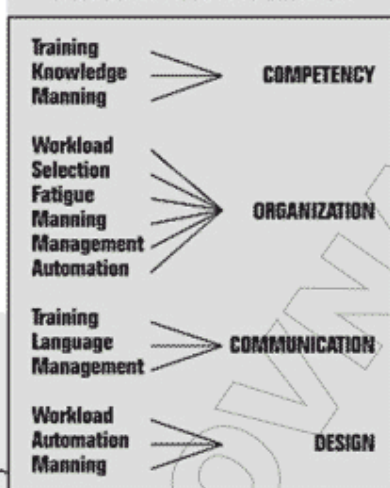 Training
Knowledge
Manning
COMPETENCY
Workload
Selection
Fatigue
Manning
Management
Automation
ORGANIZATION
Training
Language
Management
COMMUNICATION
Workload
Automation
Manning
DESIGN